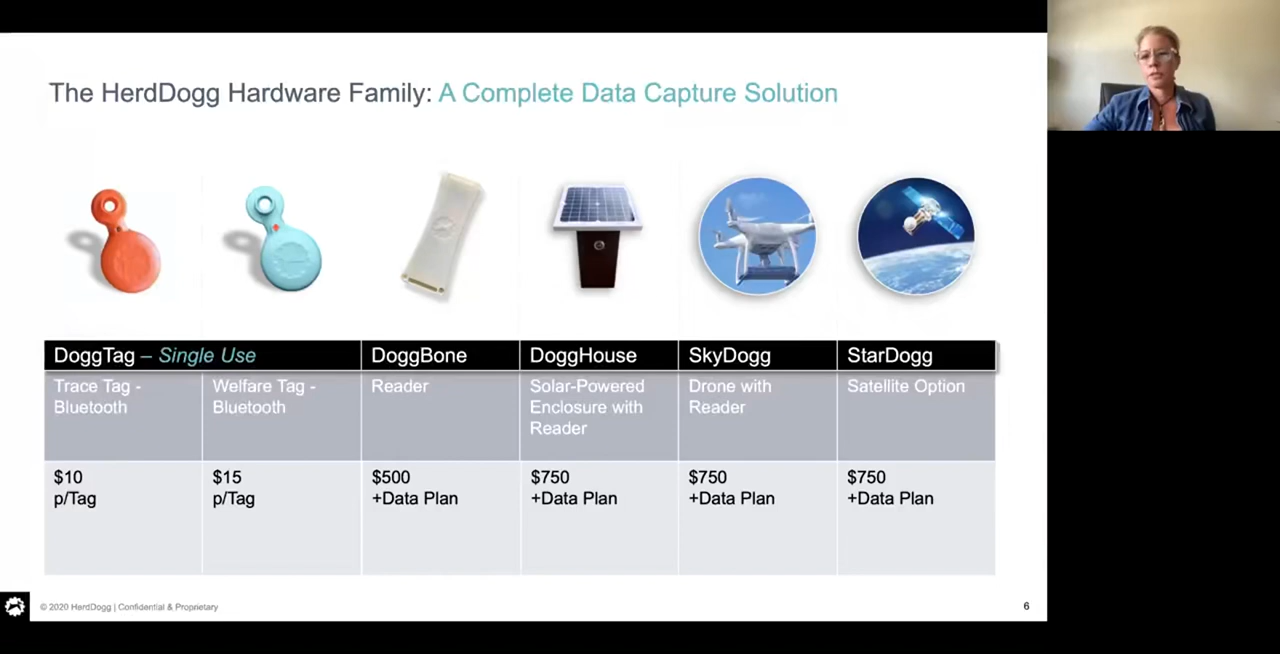 The HerdDogg Hardware Family: A Complete Data Capture Solution
DoggTag – Single Use
DoggBone
DoggHouse
SkyDogg
StarDogg
Trace Tag -
Bluetooth
Welfare Tag -
Bluetooth
Reader
Solar-Powered
Enclosure with
Reader
Drone with
Reader
Satellite Option
$10
p/Tag
$15
p/Tag
$500
+Data Plan
$750
+Data Plan
$750
+Data Plan
$750
+Data Plan
© 2020 HerdDogg | Confidential & Proprietary
6